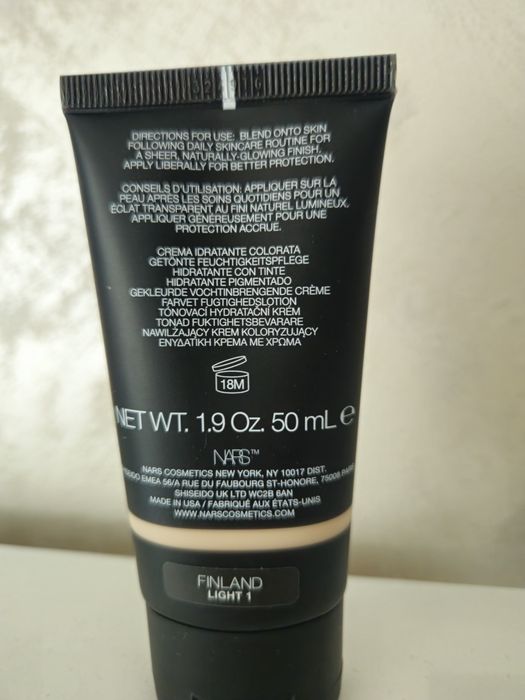 DIRECTIONS FOR USE: BLEND ONTO SKIN
FOLLOWING DAILY SKINCARE ROUTINE FOR
A SHEER, NATURALLY-GLOWING FINISH.
APPLY LIBERALLY FOR BETTER PROTECTION.
CONSEILS D'UTILISATION: APPLIQUER SUR LA
PEAU APRÈS LES SOINS QUOTIDIENS POUR UN
ÉCLAT TRANSPARENT AU FINI NATUREL LUMINEUX.
APPLIQUER GÉNÉREUSEMENT POUR UNE
PROTECTION ACCRUE.
CREMA IDRATANTE COLORATA
GETÖNTE FEUCHTIGKEITSPFLEGE
HIDRATANTE CON TINTE
HIDRATANTE PIGMENTADO
GEKLEURDE VOCHTINBRENGENDE CRÈME
FARVET FUGTIGHEDSLOTION
TÓNOVACÍ HYDRATAČNÍ KRÉM
TONAD FUKTIGHETSBEVARARE
NAWILŻAJĄCY KREM KOLORYZUJĄCY
ΕΝΥΔΑΤΙΚΗ ΚΡΕΜΑ ΜΕ ΧΡΩΜΑ
18M
NET WT. 1.9 Oz. 50 mL ℮
NARS™
NARS COSMETICS NEW YORK, NY 10017 DIST.
EMEA 56/A RUE DU FAUBOURG ST-HONORE, 75008
SHISEIDO UK LTD WC2B 6AN
MADE IN USA / FABRIQUÉ AUX ÉTATS-UNIS
WWW.NARSCOSMETICS.COM
FINLAND
LIGHT 1